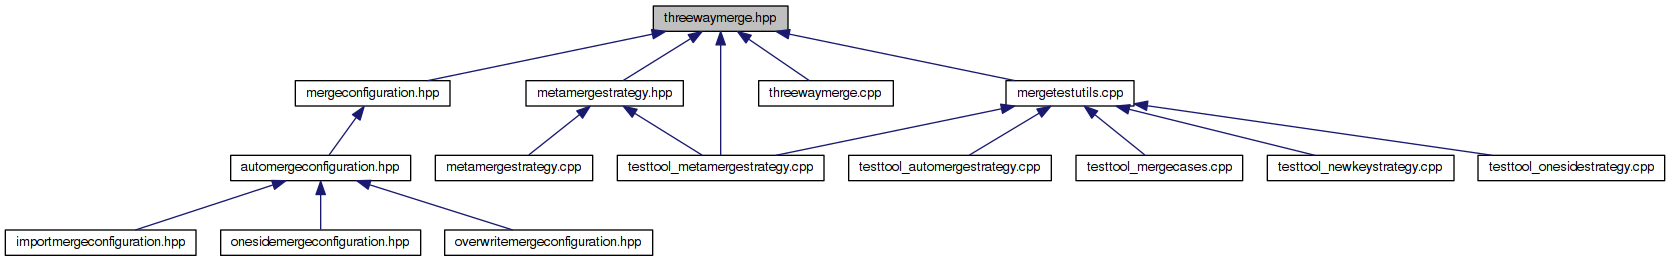 threewaymerge.hpp
mergeconfiguration.hpp
metamergestrategy.hpp
threewaymerge.cpp
mergetestutils.cpp
automergeconfiguration.hpp
metamergestrategy.cpp
testtool_metamergestrategy.cpp
testtool_automergestrategy.cpp
testtool_mergecases.cpp
testtool_newkeystrategy.cpp
testtool_onesidestrategy.cpp
importmergeconfiguration.hpp
onesidemergeconfiguration.hpp
overwritemergeconfiguration.hpp